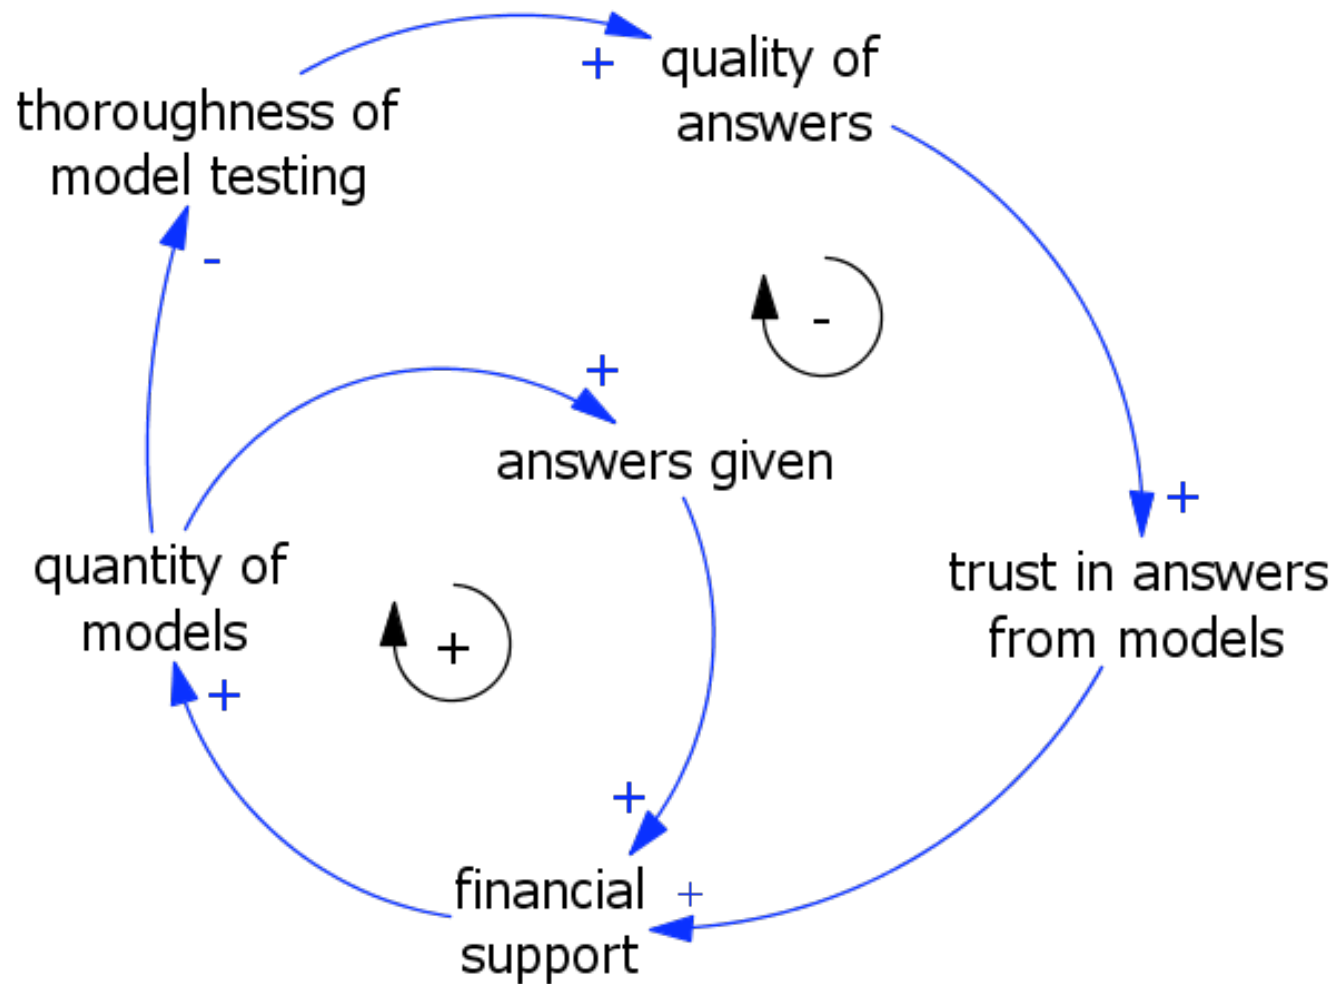 +
quality of
answers
thoroughness of
model testing
-
-
+
answers given
+
trust in answers
from models
quantity of
models
+
+
+
financial +
support